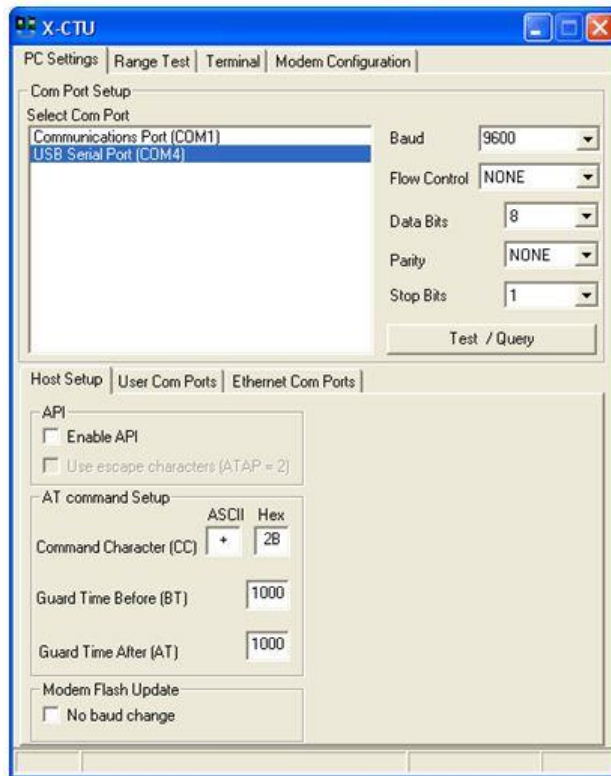 X-CTU
PC Settings Range Test Terminal Modem Configuration
Com Port Setup
Select Com Port
Communications Port (COM1)
USB Serial Port (COM4)
Baud 9600
Flow Control NONE
Data Bits 8
Parity NONE
Stop Bits 1
Test / Query
Host Setup User Com Ports Ethernet Com Ports
API
Enable API
Use escape characters (ATAP = 2)
AT command Setup
ASCII Hex
Command Character (CC) + 2B
Guard Time Before (BT) 1000
Guard Time After (AT) 1000
Modem Flash Update
No baud change